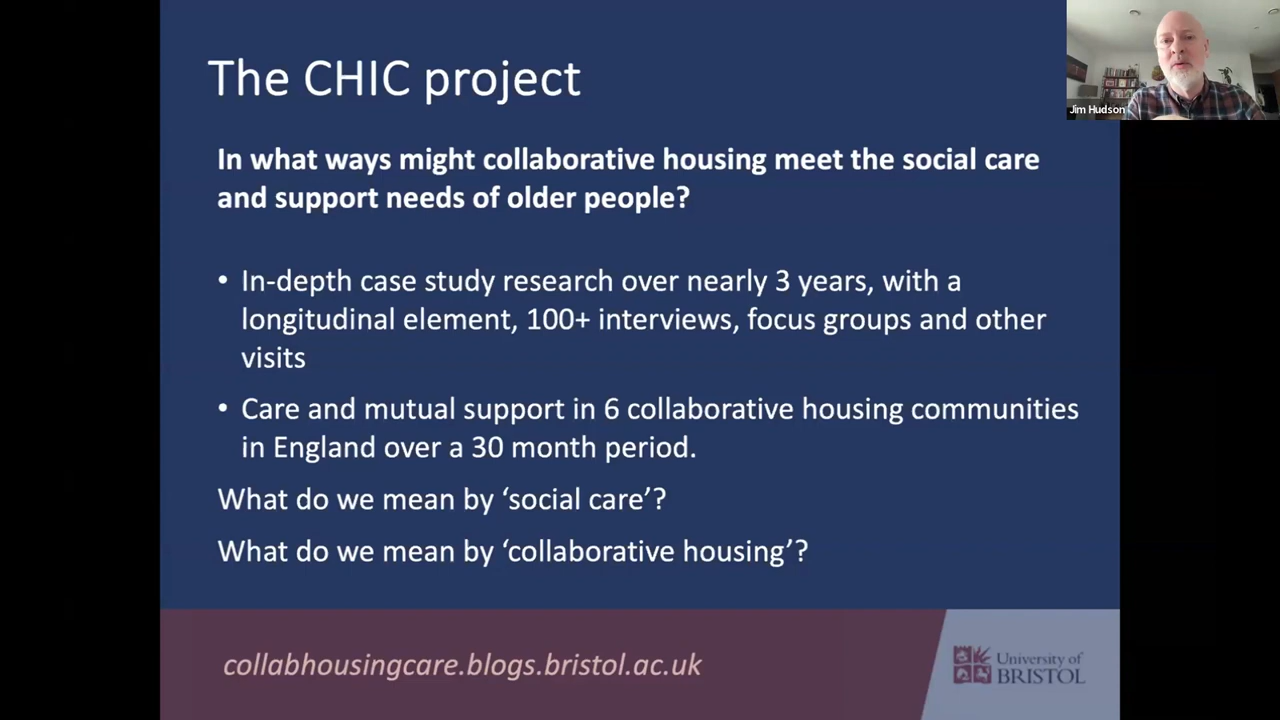 The CHIC project
Jim Hudson
In what ways might collaborative housing meet the social care
and support needs of older people?
• In-depth case study research over nearly 3 years, with a
longitudinal element, 100+ interviews, focus groups and other
visits
• Care and mutual support in 6 collaborative housing communities
in England over a 30 month period.
What do we mean by ‘social care’?
What do we mean by ‘collaborative housing’?
collabhousingcare.blogs.bristol.ac.uk
University of
BRISTOL